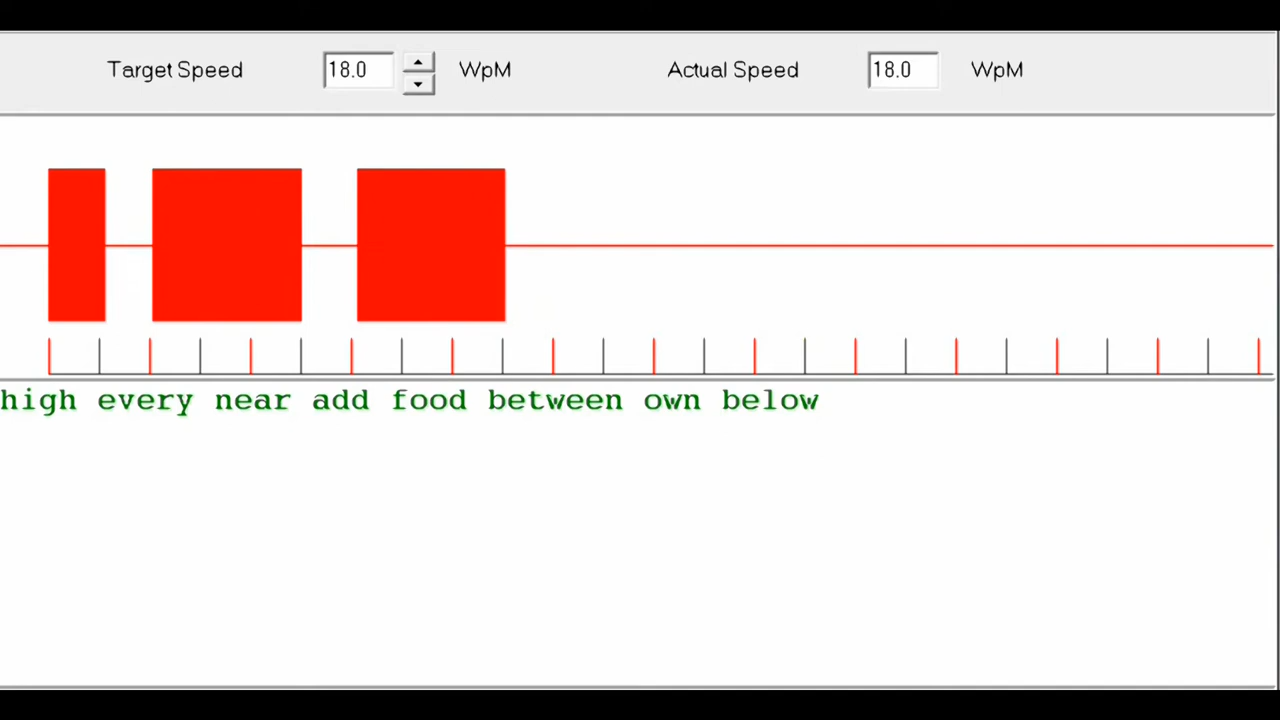 Target Speed 18.0 WpM Actual Speed 18.0 WpM
high every near add food between own below